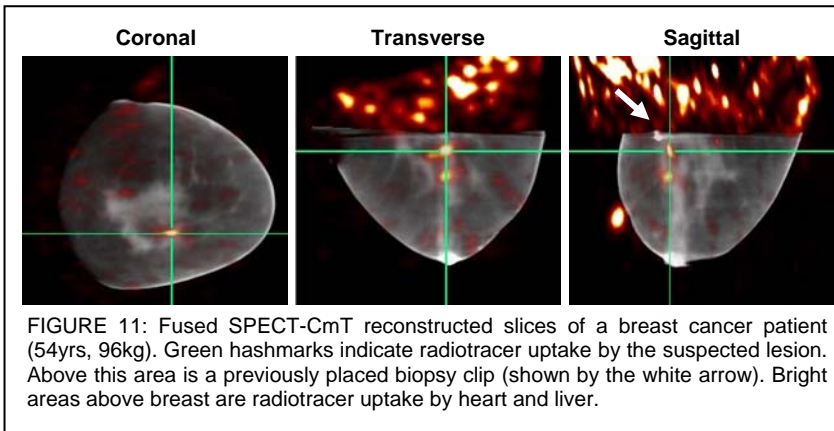 Coronal Transverse Sagittal
FIGURE 11: Fused SPECT-CmT reconstructed slices of a breast cancer patient
(54yrs, 96kg). Green hashmarks indicate radiotracer uptake by the suspected lesion.
Above this area is a previously placed biopsy clip (shown by the white arrow). Bright
areas above breast are radiotracer uptake by heart and liver.